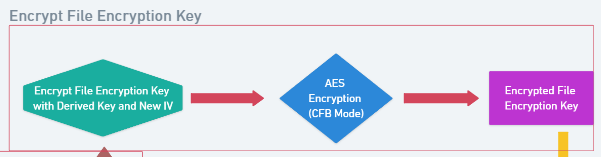 Encrypt File Encryption Key
Encrypt File Encryption Key
with Derived Key and New IV
AES
Encryption
(CFB Mode)
Encrypted File
Encryption Key